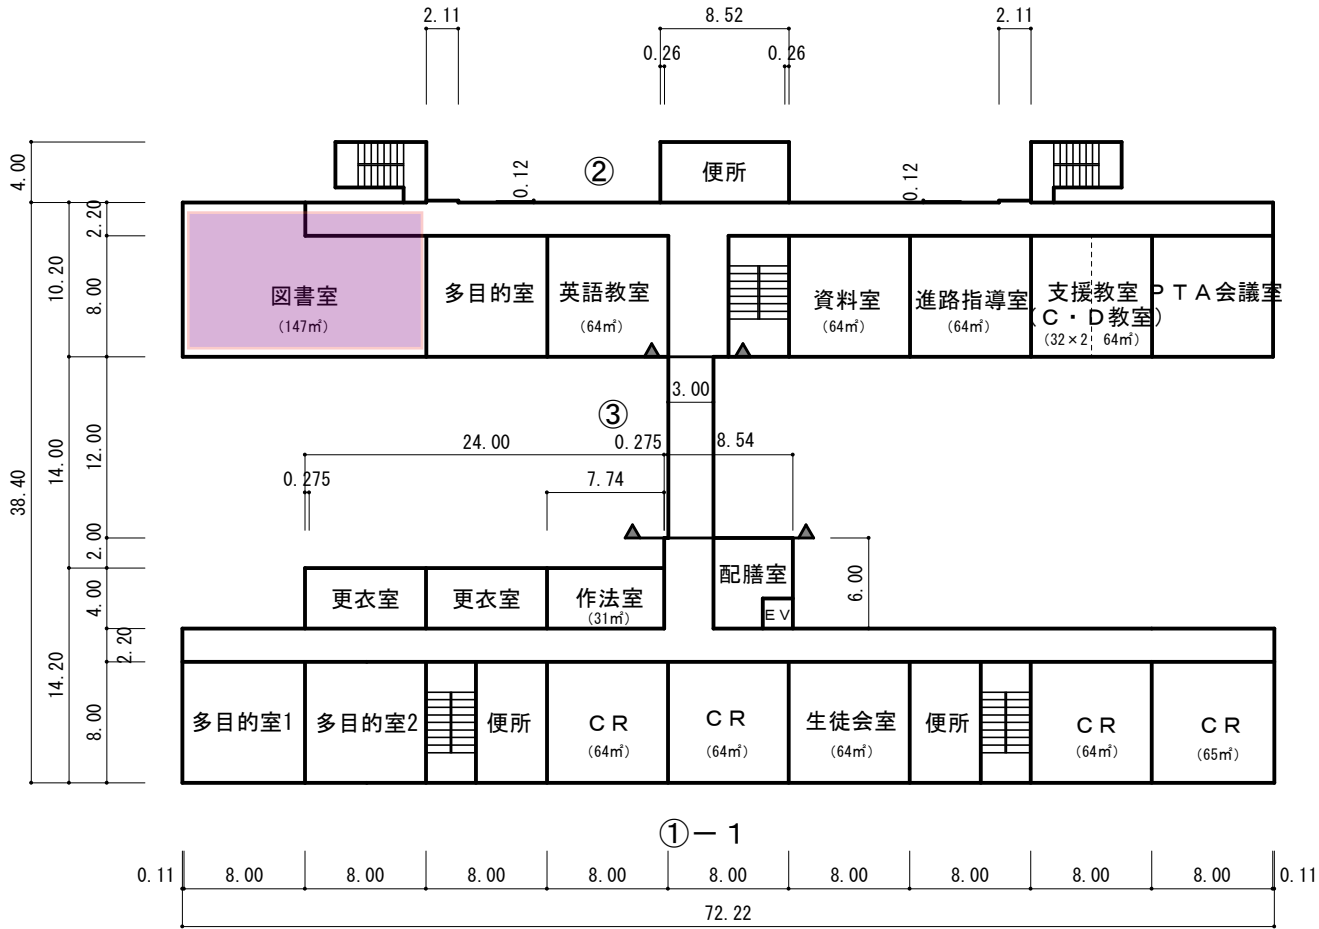 2.11
8.52
2.11
0.26
0.26
4.00
②
便所
0.12
0.12
2.20
10.20
8.00
図書室
(147㎡)
多目的室
英語教室
(64㎡)
資料室
(64㎡)
進路指導室
(64㎡)
支援教室
(C・D教室)
(32×2 64㎡)
PTA会議室
3.00
③
24.00
0.275
8.54
0.275
7.74
38.40
14.00
12.00
2.00
4.00
2.20
14.20
8.00
配膳室
EV
6.00
更衣室
更衣室
作法室
(31㎡)
多目的室1
多目的室2
便所
CR
(64㎡)
CR
(64㎡)
生徒会室
(64㎡)
便所
CR
(64㎡)
CR
(65㎡)
①-1
0.11
8.00
8.00
8.00
8.00
8.00
8.00
8.00
8.00
8.00
0.11
72.22